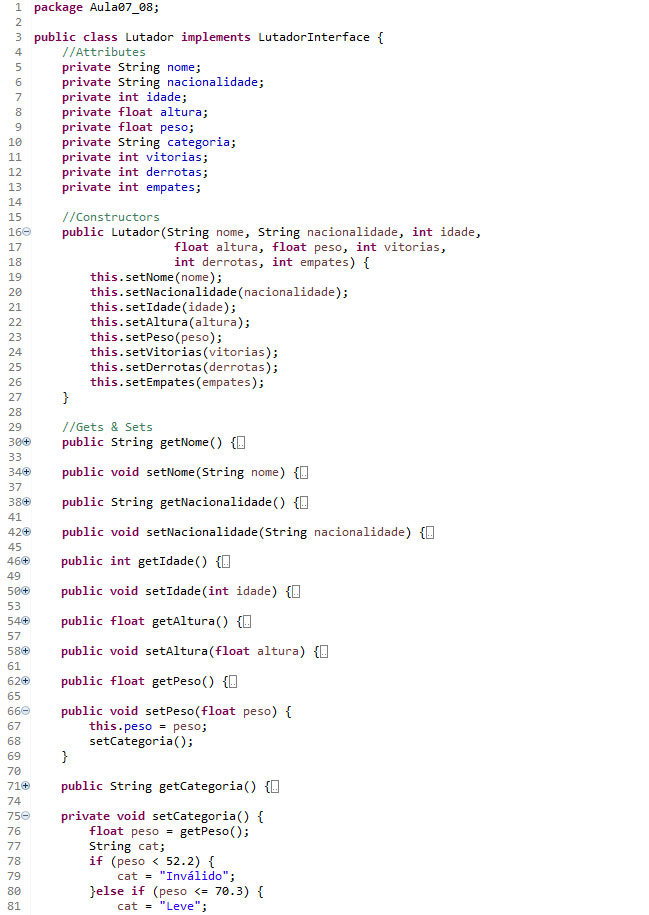 1 package Aula07_08;
2
3 public class Lutador implements LutadorInterface {
4     //Attributes
5     private String nome;
6     private String nacionalidade;
7     private int idade;
8     private float altura;
9     private float peso;
10     private String categoria;
11     private int vitorias;
12     private int derrotas;
13     private int empates;
14
15     //Constructors
16     public Lutador(String nome, String nacionalidade, int idade,
17                     float altura, float peso, int vitorias,
18                     int derrotas, int empates) {
19         this.setNome(nome);
20         this.setNacionalidade(nacionalidade);
21         this.setIdade(idade);
22         this.setAltura(altura);
23         this.setPeso(peso);
24         this.setVitorias(vitorias);
25         this.setDerrotas(derrotas);
26         this.setEmpates(empates);
27     }
28
29     //Gets & Sets
30     public String getNome() {
33
34     public void setNome(String nome) {
37
38     public String getNacionalidade() {
41
42     public void setNacionalidade(String nacionalidade) {
45
46     public int getIdade() {
49
50     public void setIdade(int idade) {
53
54     public float getAltura() {
57
58     public void setAltura(float altura) {
61
62     public float getPeso() {
65
66     public void setPeso(float peso) {
67         this.peso = peso;
68         setCategoria();
69     }
70
71     public String getCategoria() {
74
75     private void setCategoria() {
76         float peso = getPeso();
77         String cat;
78         if (peso < 52.2) {
79             cat = "Inválido";
80         }else if (peso <= 70.3) {
81             cat = "Leve";